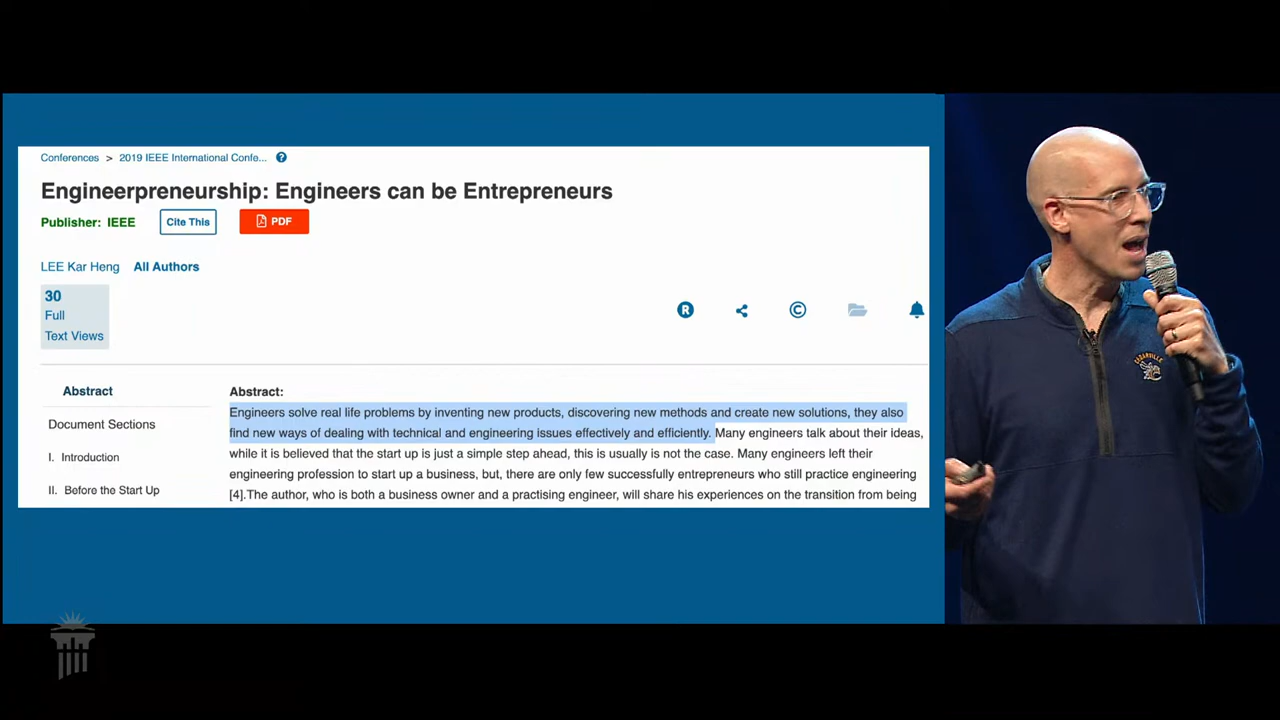 Conferences > 2019 IEEE International Confe... ?
Engineerpreneurship: Engineers can be Entrepreneurs
Publisher: IEEE Cite This PDF
LEE Kar Heng All Authors
30
Full
Text Views
R ©
Abstract
Document Sections
I. Introduction
II. Before the Start Up
Abstract:
Engineers solve real life problems by inventing new products, discovering new methods and create new solutions, they also
find new ways of dealing with technical and engineering issues effectively and efficiently. Many engineers talk about their ideas,
while it is believed that the start up is just a simple step ahead, this is usually is not the case. Many engineers left their
engineering profession to start up a business, but, there are only few successfully entrepreneurs who still practice engineering
[4].The author, who is both a business owner and a practising engineer, will share his experiences on the transition from being
CEDARVILLE